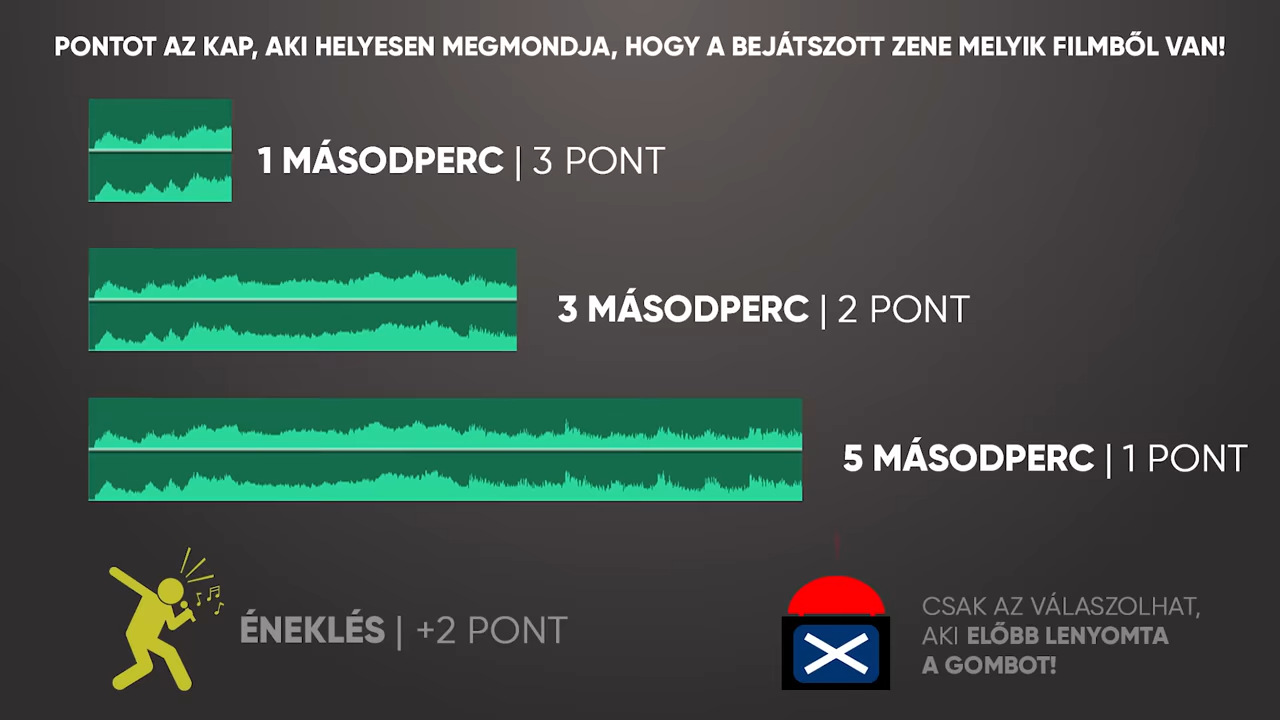 PONTOT AZ KAP, AKI HELYESEN MEGMONDJA, HOGY A BEJÁTSZOTT ZENE MELYIK FILMBŐL VAN!
1 MÁSODPERC | 3 PONT
3 MÁSODPERC | 2 PONT
5 MÁSODPERC | 1 PONT
ÉNEKLÉS | +2 PONT
CSAK AZ VÁLASZOLHAT,
AKI ELŐBB LENYOMTA
A GOMBOT!